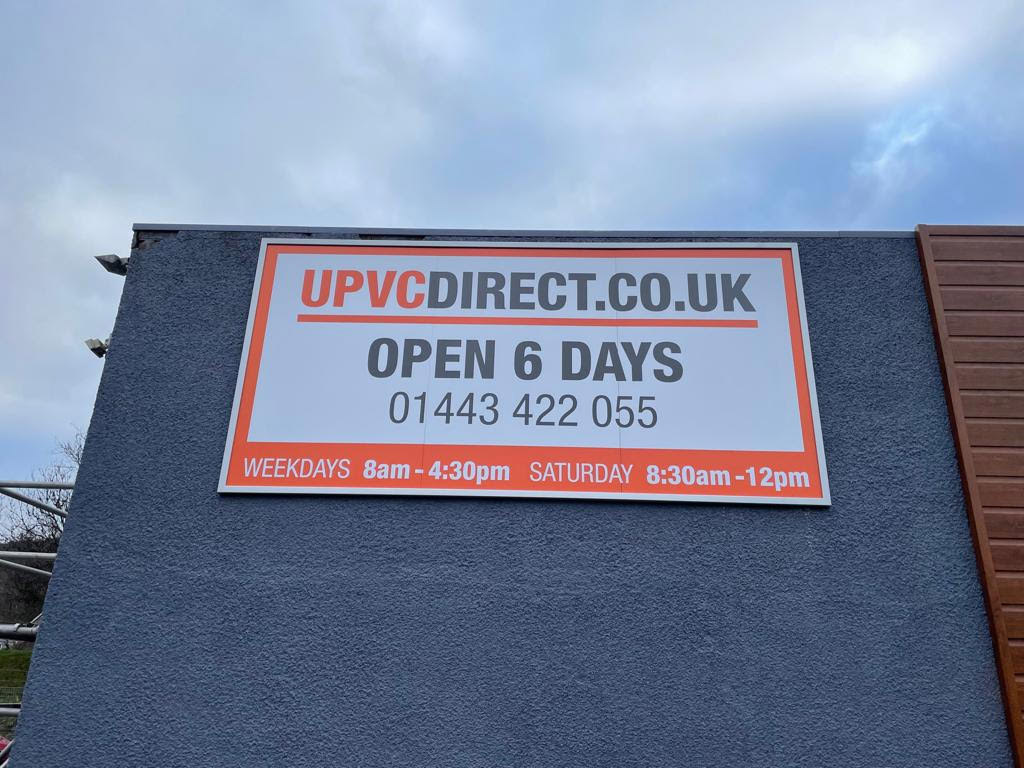 UPVCDIRECT.CO.UK
OPEN 6 DAYS
01443 422 055
WEEKDAYS 8am - 4:30pm SATURDAY 8:30am -12pm